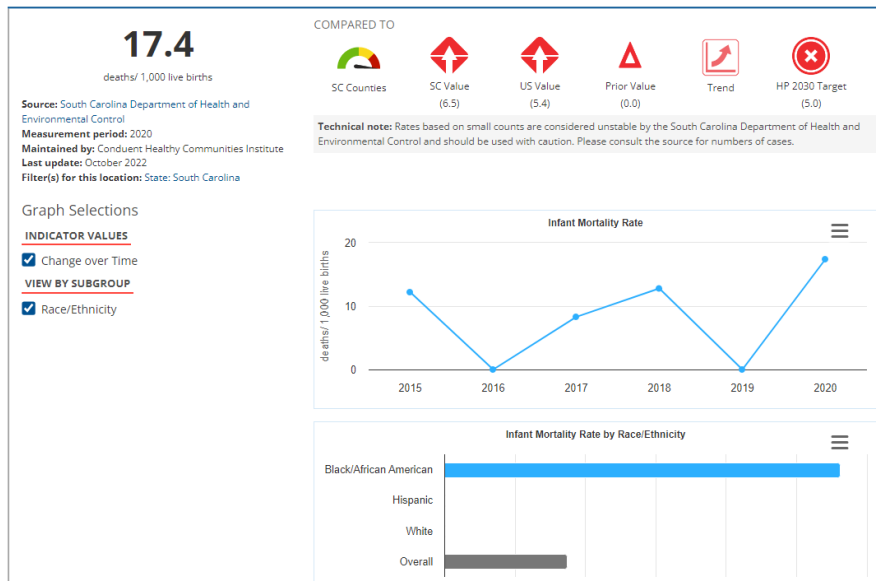 17.4
deaths/ 1,000 live births
Source: South Carolina Department of Health and
Environmental Control
Measurement period: 2020
Maintained by: Conduent Healthy Communities Institute
Last update: October 2022
Filter(s) for this location: State: South Carolina
Graph Selections
INDICATOR VALUES
Change over Time
VIEW BY SUBGROUP
Race/Ethnicity
COMPARED TO
SC Counties
SC Value
(6.5)
US Value
(5.4)
Prior Value
(0.0)
Trend
HP 2030 Target
(5.0)
Technical note: Rates based on small counts are considered unstable by the South Carolina Department of Health and
Environmental Control and should be used with caution. Please consult the source for numbers of cases.
Infant Mortality Rate
deaths/ 1,000 live births
20
10
0
2015 2016 2017 2018 2019 2020
Infant Mortality Rate by Race/Ethnicity
Black/African American
Hispanic
White
Overall